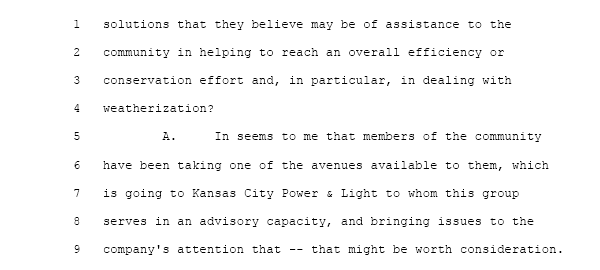 1 solutions that they believe may be of assistance to the
2 community in helping to reach an overall efficiency or
3 conservation effort and, in particular, in dealing with
4 weatherization?
5 A. In seems to me that members of the community
6 have been taking one of the avenues available to them, which
7 is going to Kansas City Power & Light to whom this group
8 serves in an advisory capacity, and bringing issues to the
9 company's attention that -- that might be worth consideration.